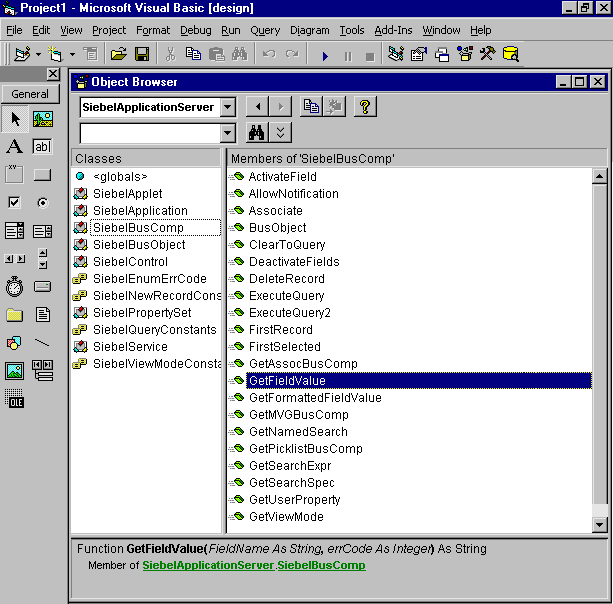 Project1 - Microsoft Visual Basic [design]
File Edit View Project Format Debug Run Query Diagram Tools Add-Ins Window Help
General
A
ab|
xy
OLE
Object Browser
SiebelApplicationServer
?
Classes
<globals>
SiebelApplet
SiebelApplication
SiebelBusComp
SiebelBusObject
SiebelControl
SiebelEnumErrCode
SiebelNewRecordCons
SiebelPropertySet
SiebelQueryConstants
SiebelService
SiebelViewModeConsta
Members of 'SiebelBusComp'
ActivateField
AllowNotification
Associate
BusObject
ClearToQuery
DeactivateFields
DeleteRecord
ExecuteQuery
ExecuteQuery2
FirstRecord
FirstSelected
GetAssocBusComp
GetFieldValue
GetFormattedFieldValue
GetMVGBusComp
GetNamedSearch
GetPicklistBusComp
GetSearchExpr
GetSearchSpec
GetUserProperty
GetViewMode
Function GetFieldValue(FieldName As String, errCode As Integer) As String
Member of SiebelApplicationServer.SiebelBusComp